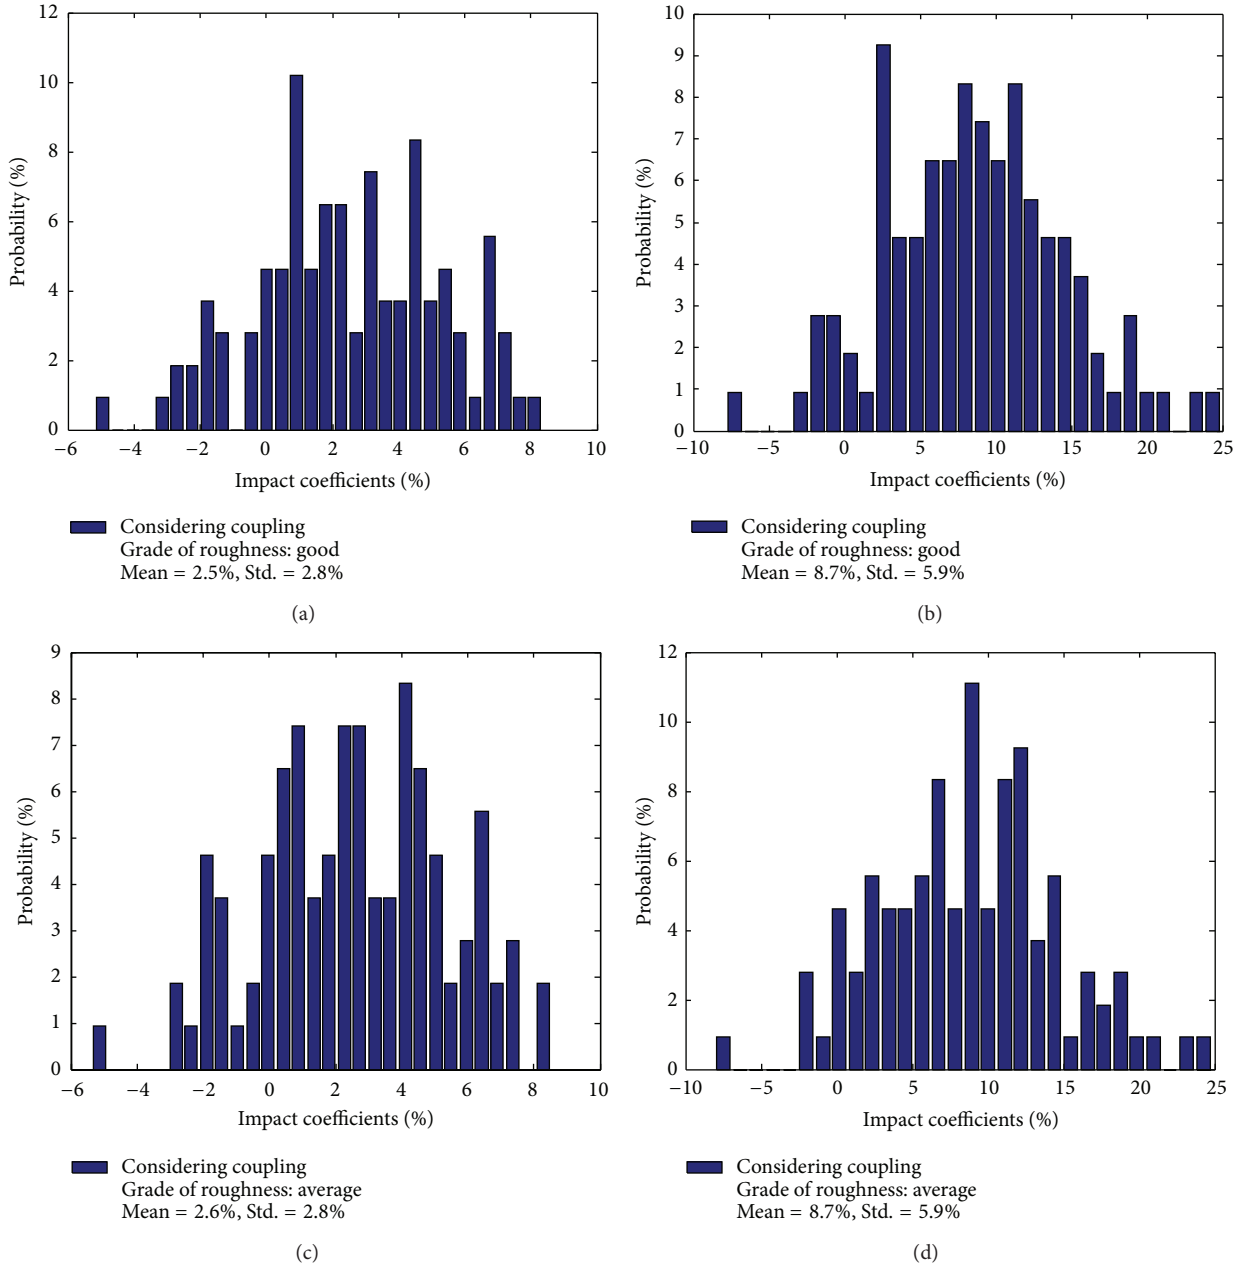 12
10
8
6
4
2
0
Probability (%)
−6 −4 −2 0 2 4 6 8 10
Impact coefficients (%)
Considering coupling
Grade of roughness: good
Mean = 2.5%, Std. = 2.8%
(a)
10
9
8
7
6
5
4
3
2
1
0
Probability (%)
−10 −5 0 5 10 15 20 25
Impact coefficients (%)
Considering coupling
Grade of roughness: good
Mean = 8.7%, Std. = 5.9%
(b)
9
8
7
6
5
4
3
2
1
0
Probability (%)
−6 −4 −2 0 2 4 6 8 10
Impact coefficients (%)
Considering coupling
Grade of roughness: average
Mean = 2.6%, Std. = 2.8%
(c)
12
10
8
6
4
2
0
Probability (%)
−10 −5 0 5 10 15 20 25
Impact coefficients (%)
Considering coupling
Grade of roughness: average
Mean = 8.7%, Std. = 5.9%
(d)